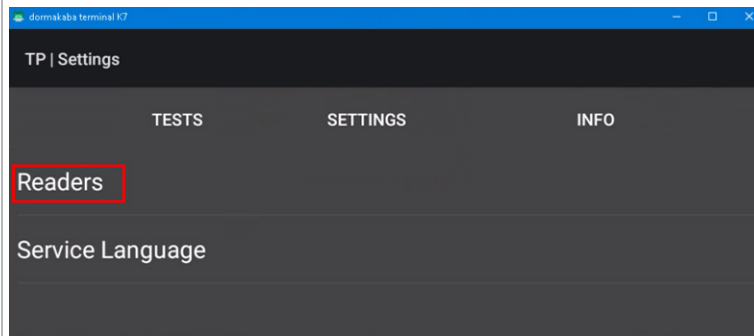 dormakaba terminal K7
TP | Settings
TESTS SETTINGS INFO
Readers
Service Language